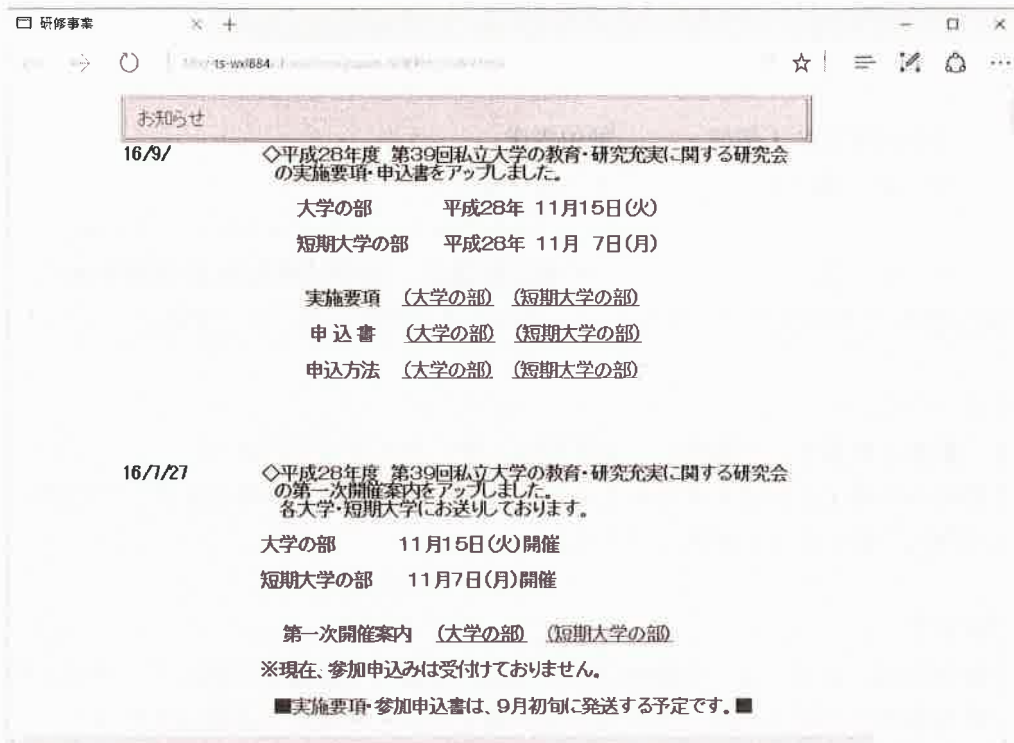 研修事業
ts-wxl684
お知らせ
16/9/ ◇平成28年度 第39回私立大学の教育・研究充実に関する研究会
の実施要項・申込書をアップしました。
大学の部 平成28年 11月15日(火)
短期大学の部 平成28年 11月 7日(月)
実施要項 (大学の部) (短期大学の部)
申込書 (大学の部) (短期大学の部)
申込方法 (大学の部) (短期大学の部)
16/7/27 ◇平成28年度 第39回私立大学の教育・研究充実に関する研究会
の第一次開催案内をアップしました。
各大学・短期大学にお送りしております。
大学の部 11月15日(火)開催
短期大学の部 11月7日(月)開催
第一次開催案内 (大学の部) (短期大学の部)
※現在、参加申込みは受付けておりません。
■実施要項・参加申込書は、9月初旬に発送する予定です。■